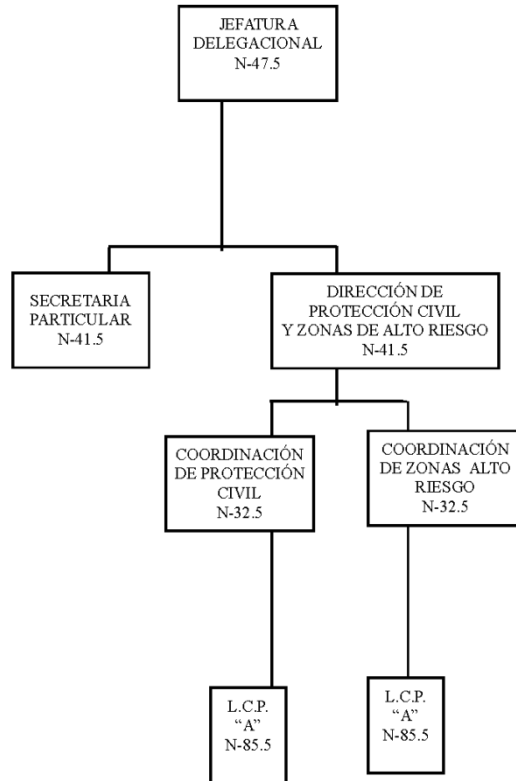 JEFATURA
DELEGACIONAL
N-47.5
SECRETARIA
PARTICULAR
N-41.5
DIRECCIÓN DE
PROTECCIÓN CIVIL
Y ZONAS DE ALTO RIESGO
N-41.5
COORDINACIÓN
DE PROTECCIÓN
CIVIL
N-32.5
COORDINACIÓN
DE ZONAS ALTO
RIESGO
N-32.5
L.C.P.
“A”
N-85.5
L.C.P.
“A”
N-85.5